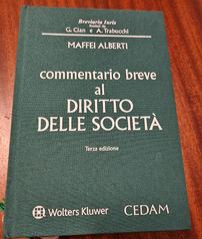 Breviaria Iuris
fondati da
G. Cian e A. Trabucchi
MAFFEI ALBERTI
commentario breve
al
DIRITTO
DELLE SOCIETÀ
Terza edizione
Wolters Kluwer
CEDAM